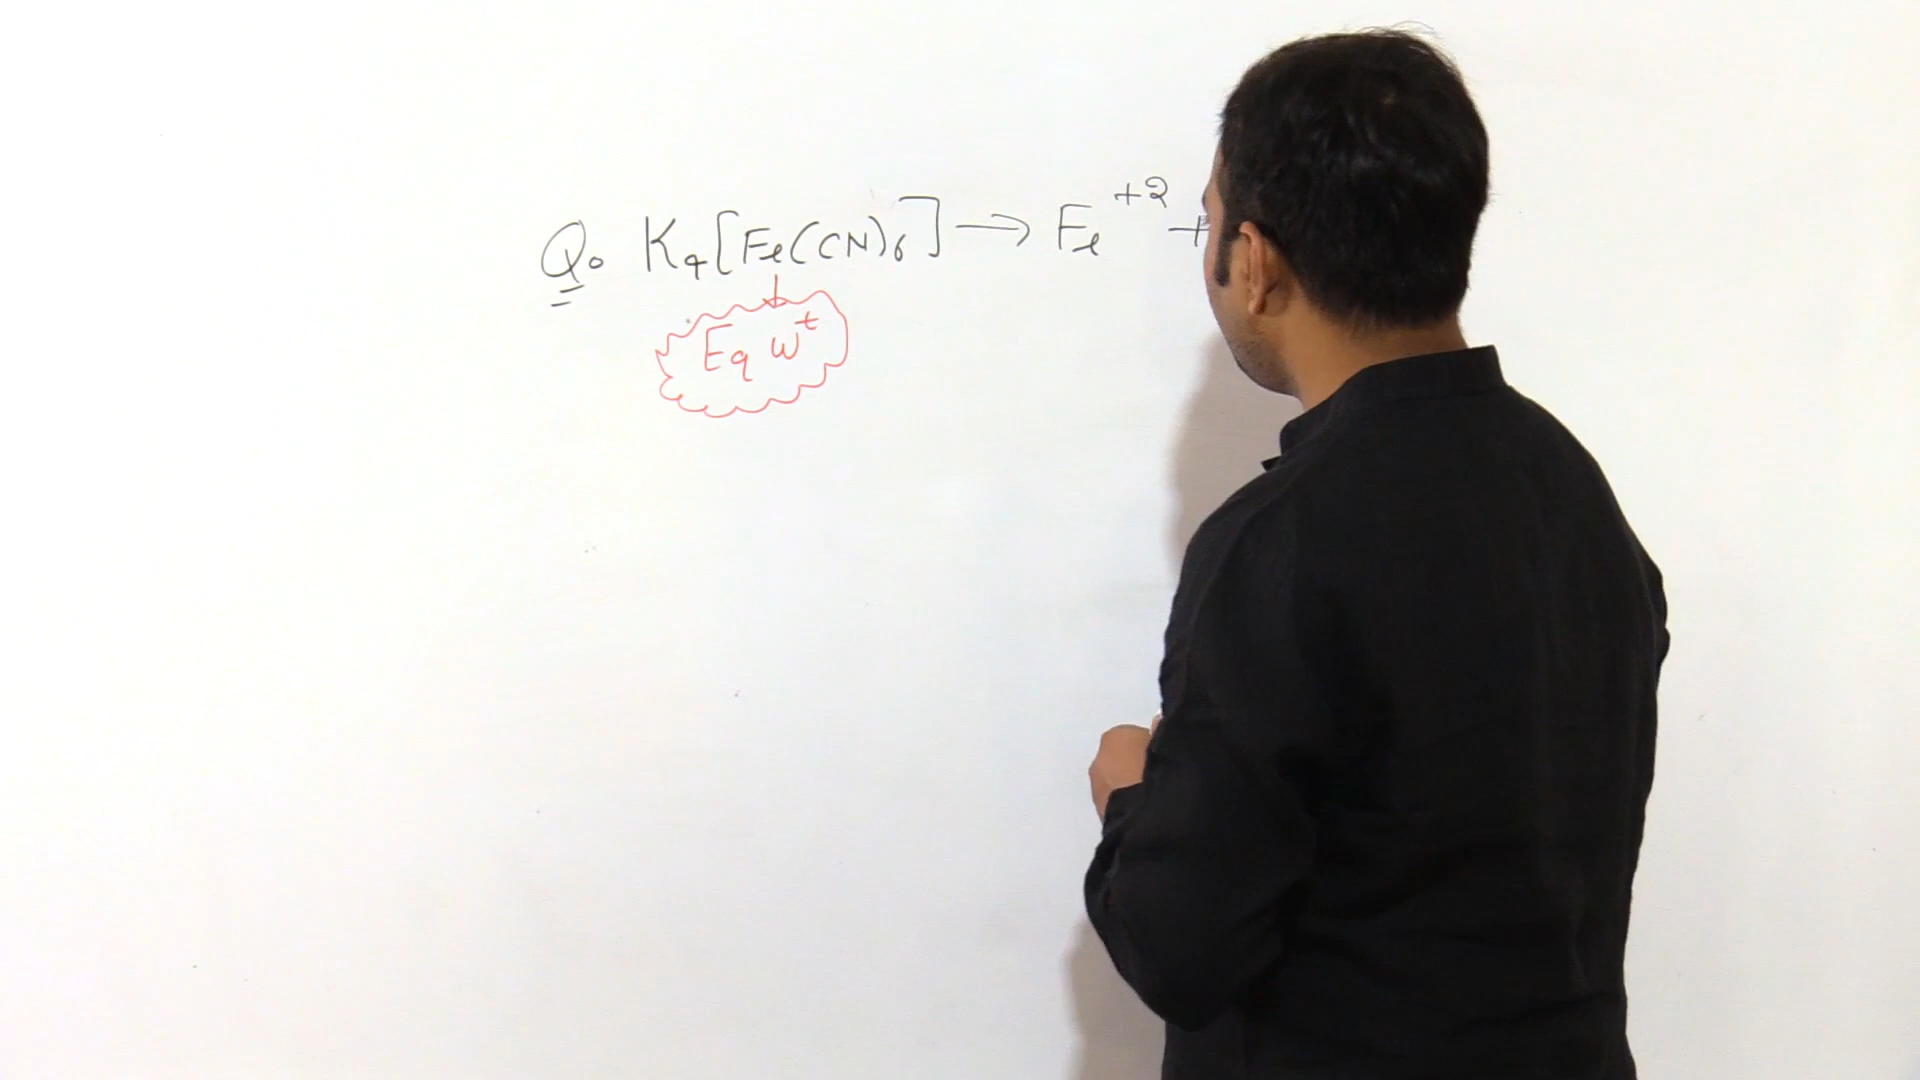 Q. K4[Fe(CN)6] → Fe+2 +
Eq wt